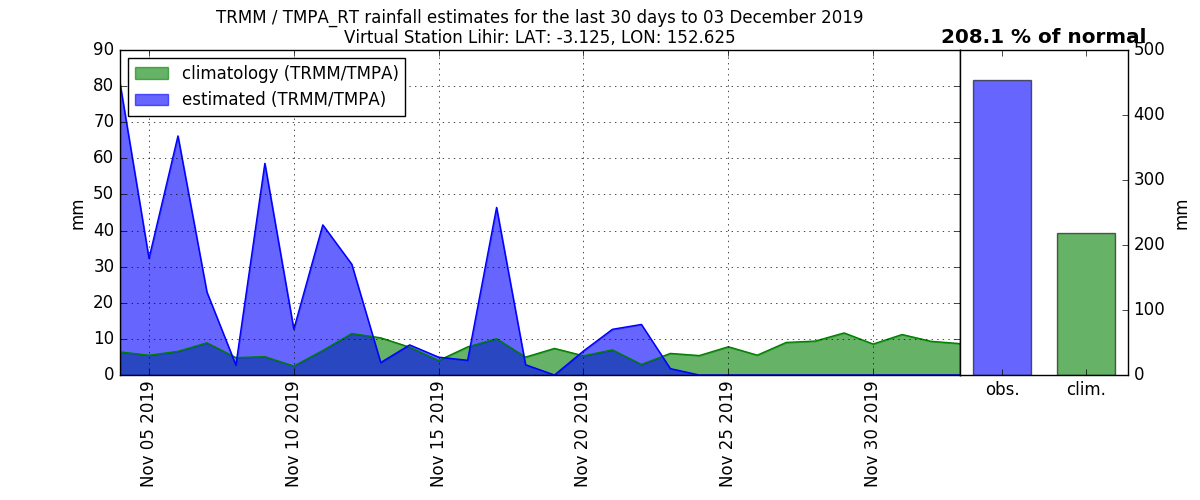 TRMM / TMPA_RT rainfall estimates for the last 30 days to 03 December 2019
Virtual Station Lihir: LAT: -3.125, LON: 152.625
208.1 % of normal
climatology (TRMM/TMPA)
estimated (TRMM/TMPA)
90
80
70
60
50
40
30
20
10
0
mm
Nov 05 2019
Nov 10 2019
Nov 15 2019
Nov 20 2019
Nov 25 2019
Nov 30 2019
500
400
300
200
100
0
mm
obs.
clim.